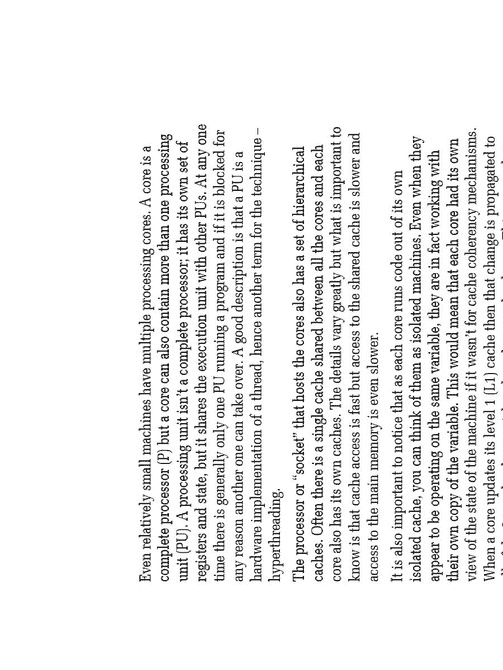 Even relatively small machines have multiple processing cores. A core is a
complete processor (P) but a core can also contain more than one processing
unit (PU). A processing unit isn't a complete processor; it has its own set of
registers and state, but it shares the execution unit with other PUs. At any one
time there is generally only one PU running a program and if it is blocked for
any reason another one can take over. A good description is that a PU is a
hardware implementation of a thread, hence another term for the technique –
hyperthreading.
The processor or "socket" that hosts the cores also has a set of hierarchical
caches. Often there is a single cache shared between all the cores and each
core also has its own caches. The details vary greatly but what is important to
know is that cache access is fast but access to the shared cache is slower and
access to the main memory is even slower.
It is also important to notice that as each core runs code out of its own
isolated cache, you can think of them as isolated machines. Even when they
appear to be operating on the same variable, they are in fact working with
their own copy of the variable. This would mean that each core had its own
view of the state of the machine if it wasn't for cache coherency mechanisms.
When a core updates its level 1 (L1) cache then that change is propagated to